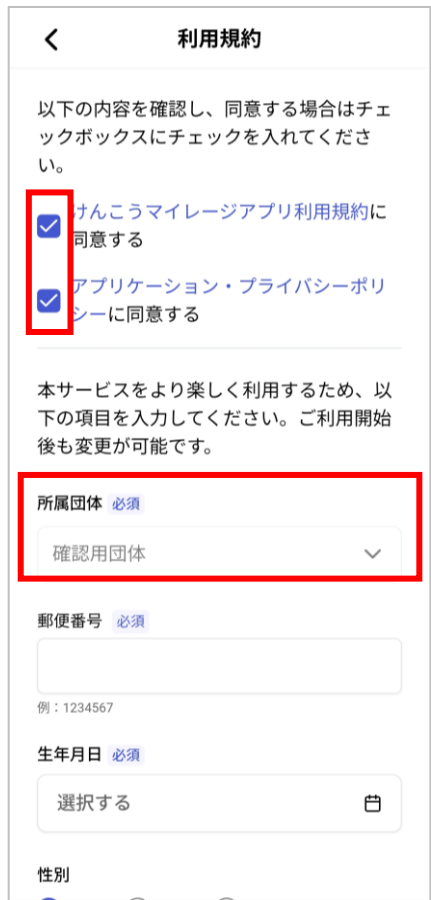 利用規約
以下の内容を確認し、同意する場合はチェ
ックボックスにチェックを入れてくださ
い。
けんこうマイレージアプリ利用規約に
同意する
アプリケーション・プライバシーポリ
シーに同意する
本サービスをより楽しく利用するため、以
下の項目を入力してください。ご利用開始
後も変更が可能です。
所属団体 必須
確認用団体
郵便番号 必須
例：1234567
生年月日 必須
選択する
性別